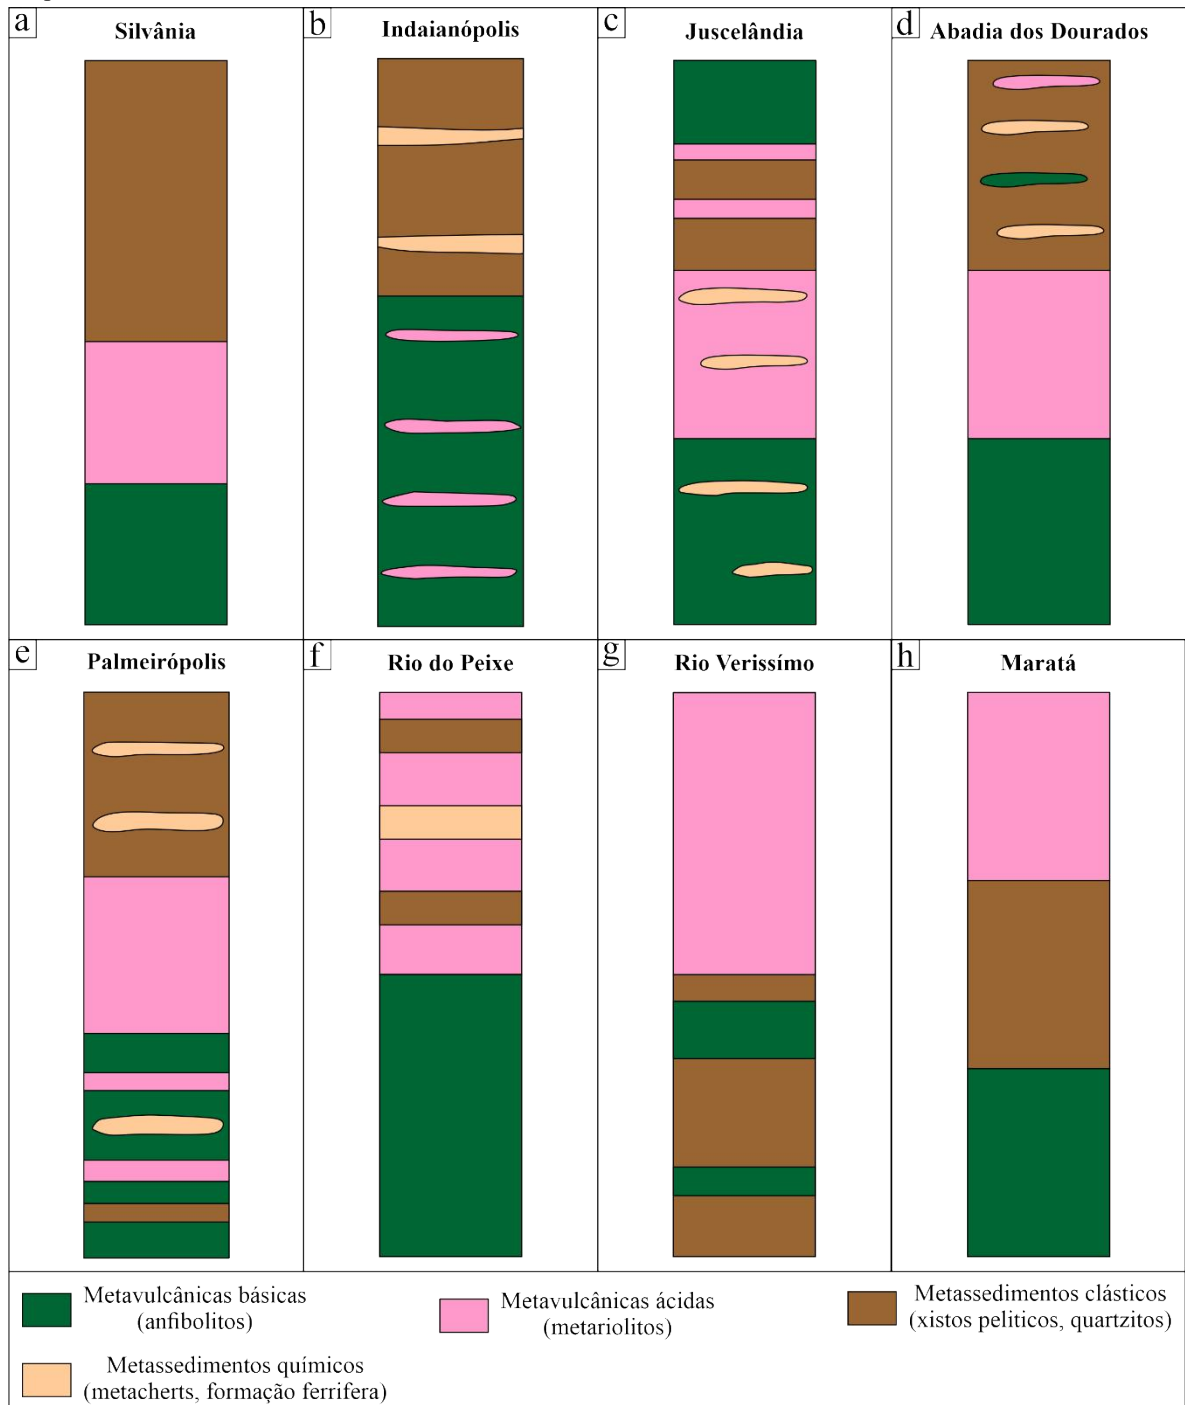 a
Silvânia
b
Indaianópolis
c
Juscelândia
d
Abadia dos Dourados
e
Palmeirópolis
f
Rio do Peixe
g
Rio Veríssímo
h
Maratá
Metavulcânicas básicas
(anfibolitos)
Metavulcânicas ácidas
(metariolitos)
Metassedimentos clásticos
(xistos peliticos, quartzitos)
Metassedimentos químicos
(metacherts, formação ferrifera)